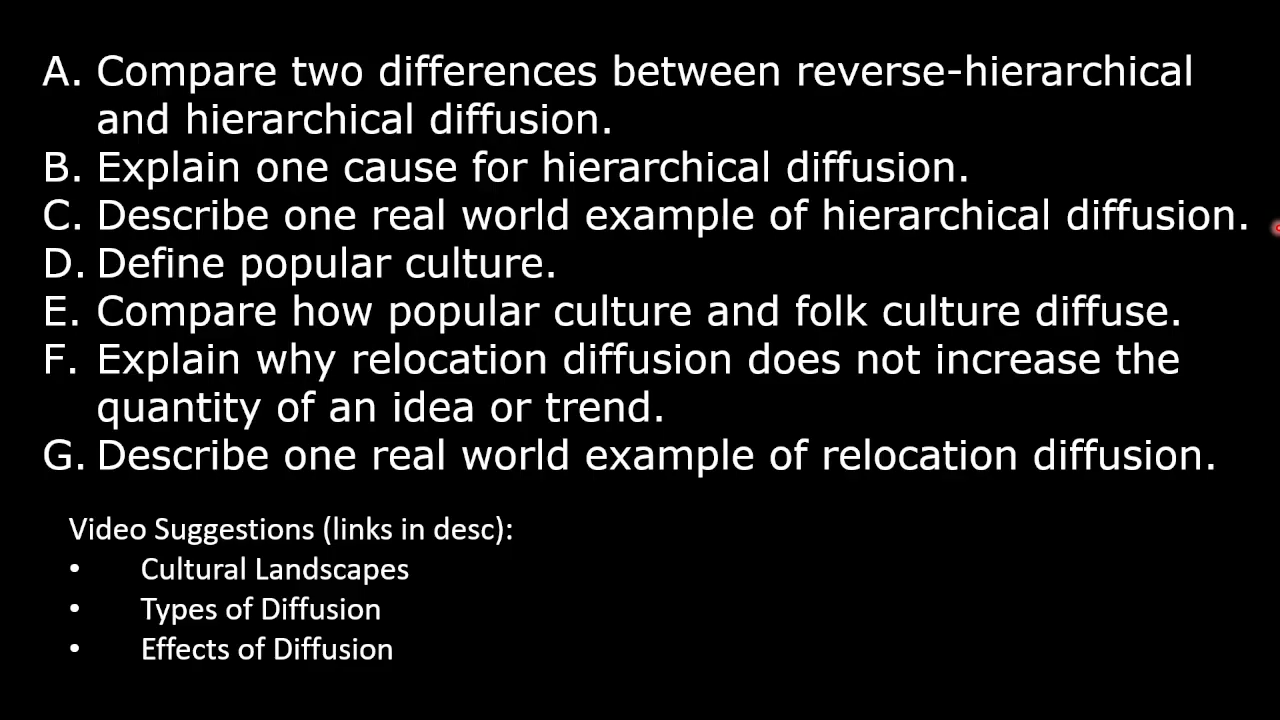 A. Compare two differences between reverse-hierarchical
and hierarchical diffusion.
B. Explain one cause for hierarchical diffusion.
C. Describe one real world example of hierarchical diffusion.
D. Define popular culture.
E. Compare how popular culture and folk culture diffuse.
F. Explain why relocation diffusion does not increase the
quantity of an idea or trend.
G. Describe one real world example of relocation diffusion.
Video Suggestions (links in desc):
• Cultural Landscapes
• Types of Diffusion
• Effects of Diffusion